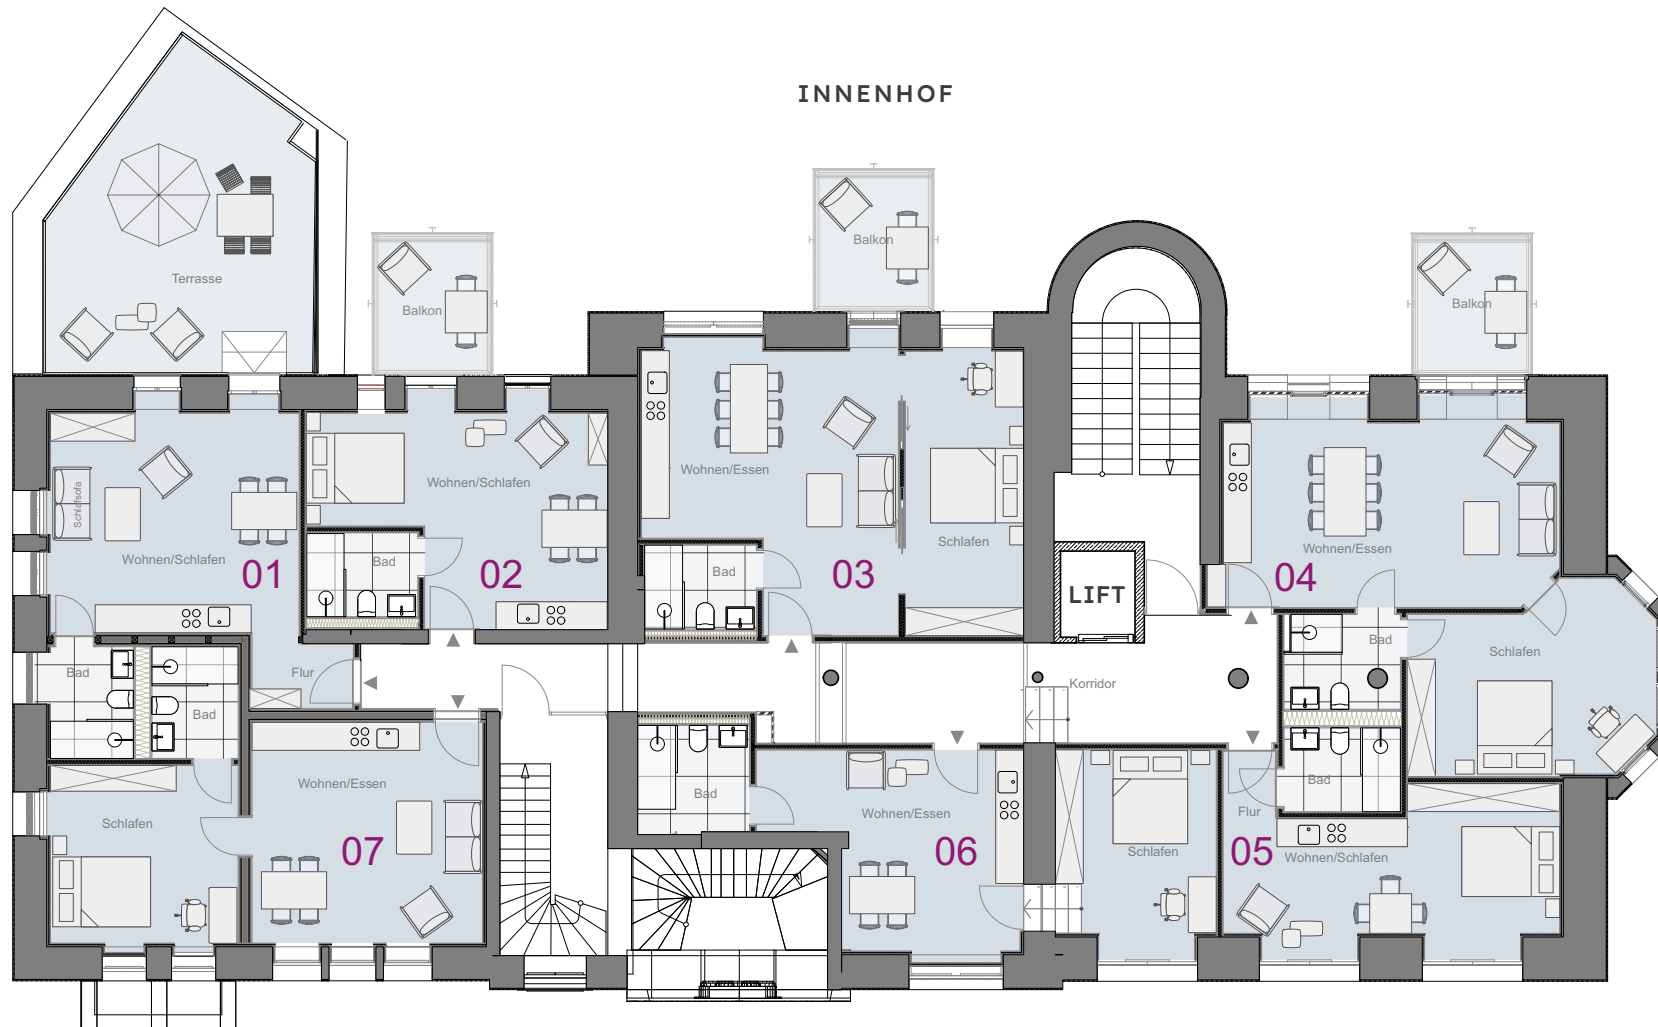 INNENHOF
Terrasse
Balkon
Balkon
Balkon
Schlafsofa
Wohnen/Schlafen
01
Bad
Wohnen/Schlafen
02
Wohnen/Essen
Bad
03
Schlafen
LIFT
Wohnen/Essen
04
Bad
Schlafen
Bad
Bad
Flur
Korridor
Schlafen
Wohnen/Essen
07
Bad
Wohnen/Essen
06
Schlafen
Flur
05
Bad
Wohnen/Schlafen